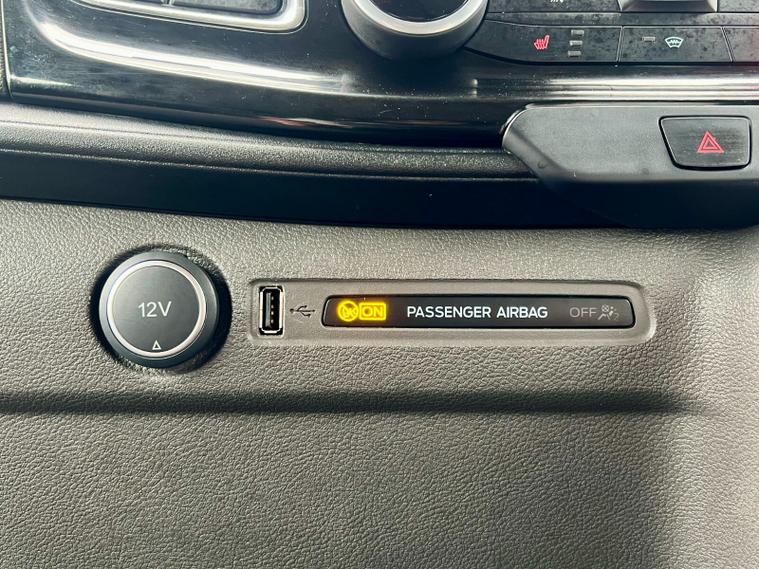 12V
ON PASSENGER AIRBAG OFF